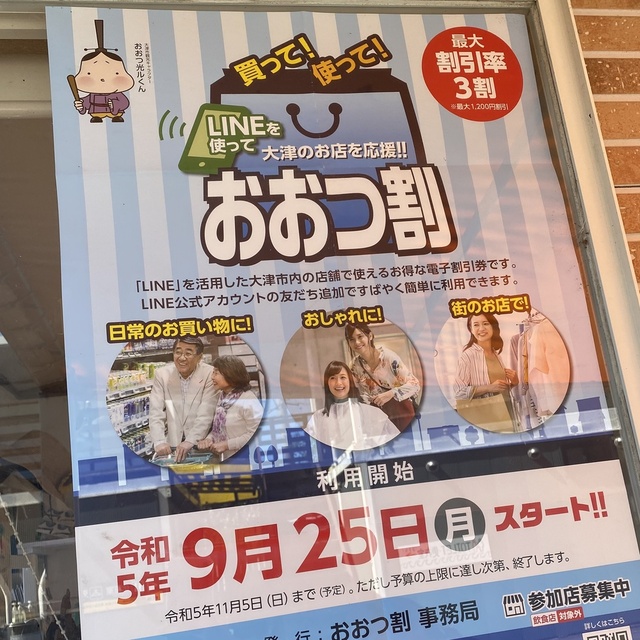 大津市観光キャラクター
おおつ光ルくん
買って!使って!
最大
割引率
3割
※最大1,200円割引
LINEを
使って
大津のお店を応援!!
おおつ割
「LINE」を活用した大津市内の店舗で使えるお得な電子割引券です。
LINE公式アカウントの友だち追加ですばやく簡単に利用できます。
日常のお買い物に!
おしゃれに!
街のお店で!
利用開始
令和
5年
9月25日
月
スタート!!
令和5年11月5日(日)まで(予定)。ただし予算の上限に達し次第、終了します。
発行:おおつ割 事務局
参加店募集中
飲食店 対象外
詳しくはこちら